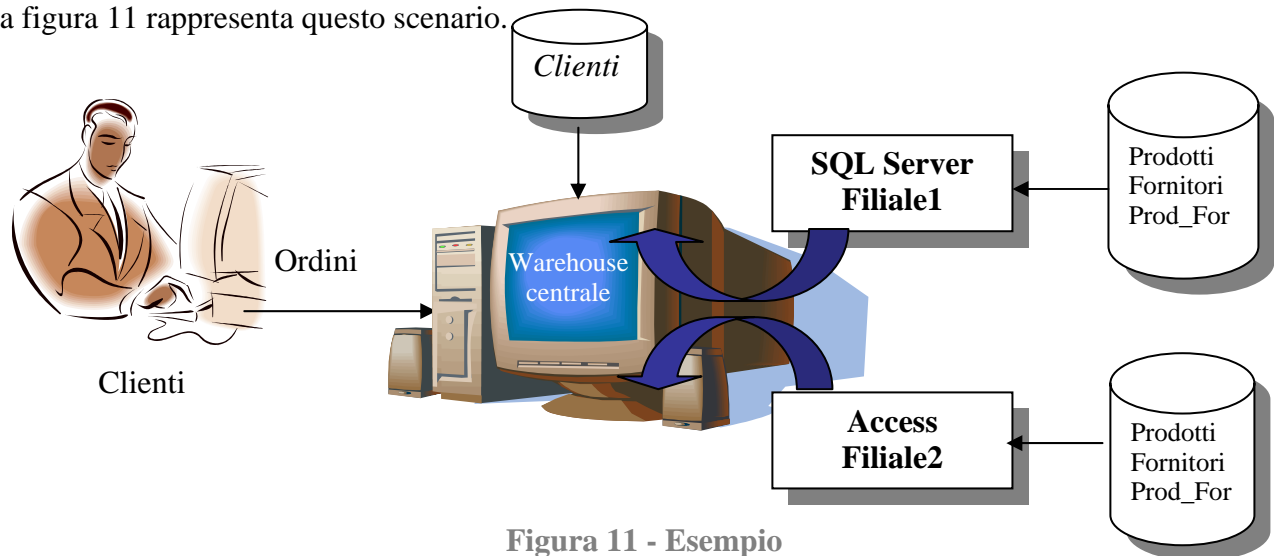 a figura 11 rappresenta questo scenario.
Clienti
SQL Server
Filiale1
Prodotti
Fornitori
Prod_For
Ordini
Warehouse
centrale
Clienti
Access
Filiale2
Prodotti
Fornitori
Prod_For
Figura 11 - Esempio